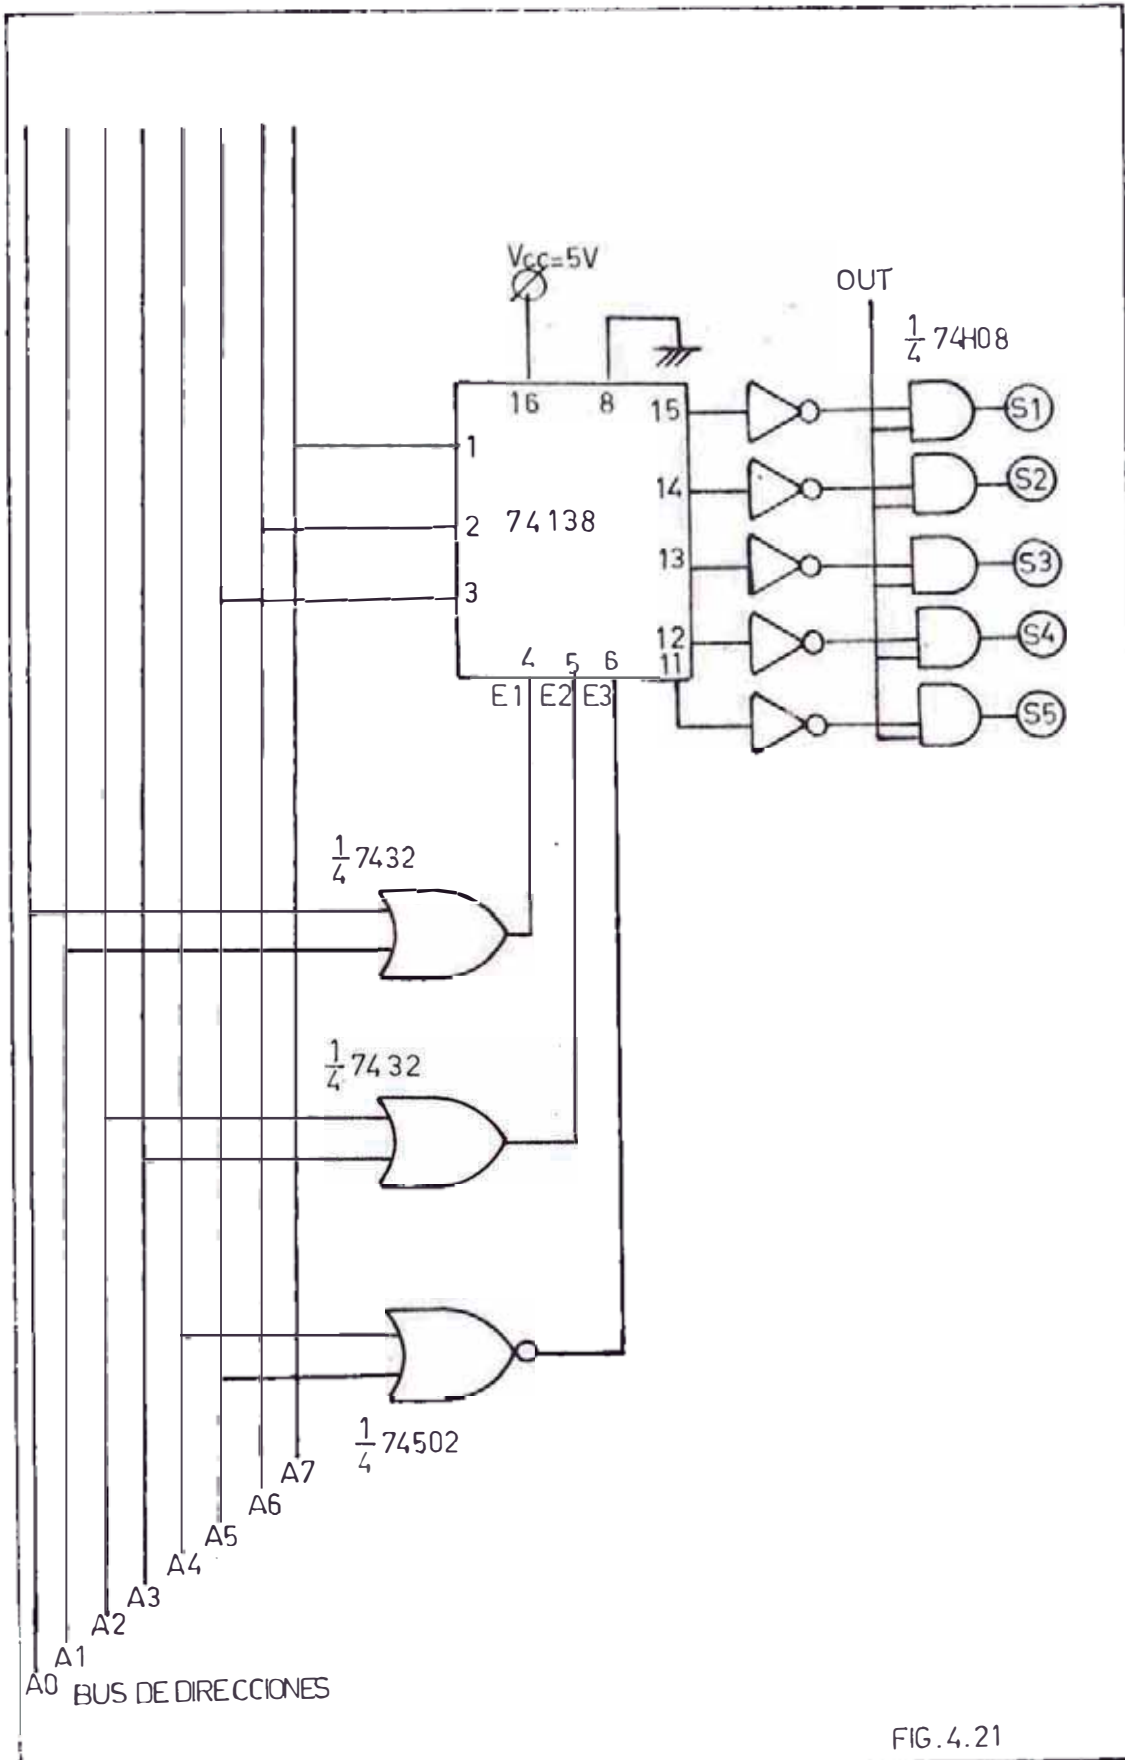 Vcc=5V
OUT
1/4 74H08
16
8
15
S1
1
14
S2
2
74138
13
S3
3
12
S4
4
5
6
11
E1
E2
E3
S5
1/4 7432
1/4 7432
1/4 74502
A7
A6
A5
A4
A3
A2
A1
A0
BUS DE DIRECCIONES
FIG.4.21